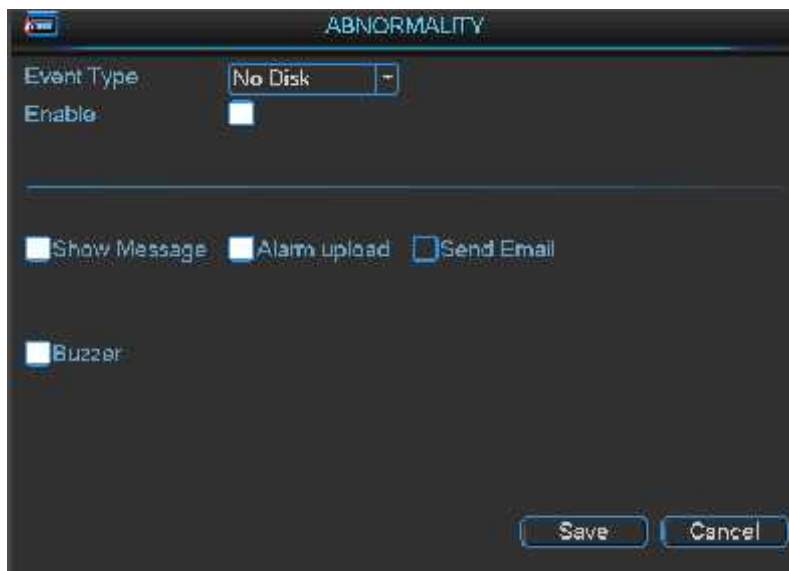 ABNORMALITY
Event Type No Disk
Enable
Show Message Alarm upload Send Email
Buzzer
Save Cancel